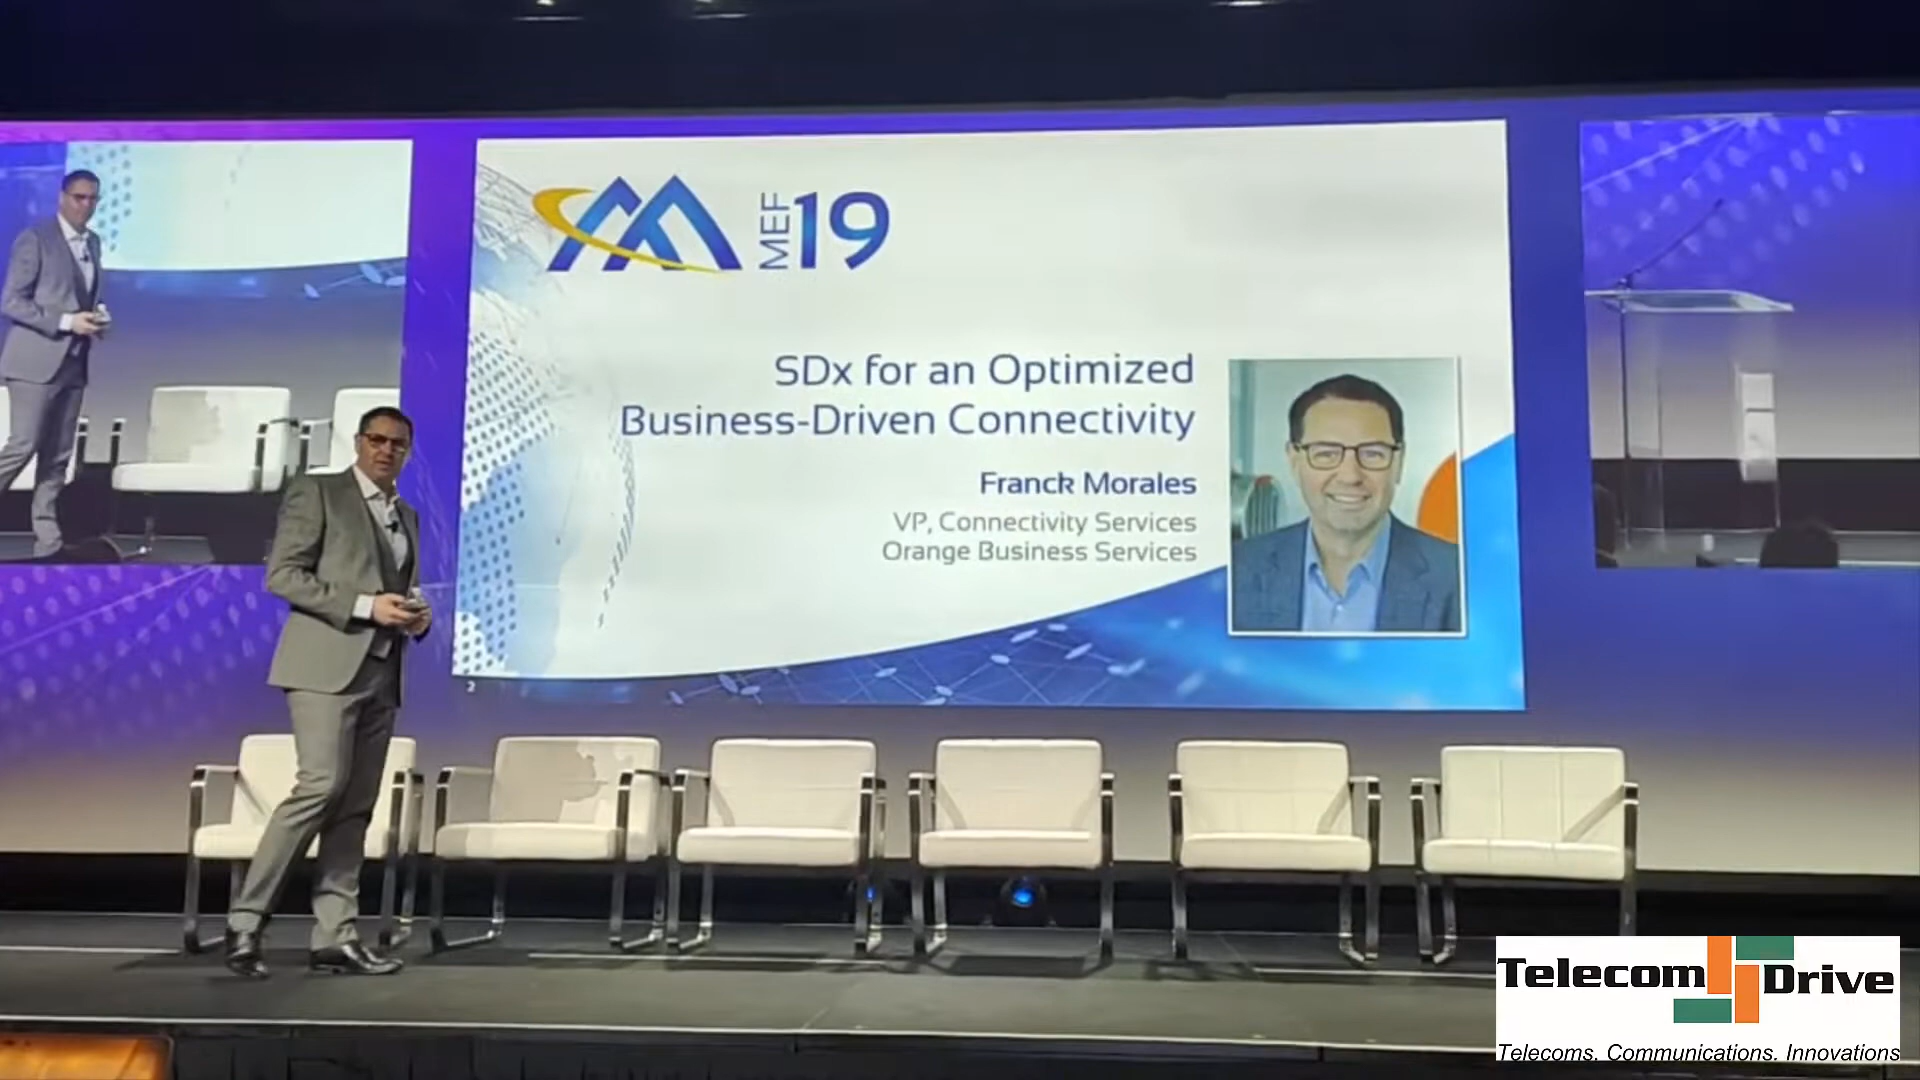 MEF 19
SDx for an Optimized
Business-Driven Connectivity
Franck Morales
VP, Connectivity Services
Orange Business Services
2
Telecom Drive
Telecoms. Communications. Innovations